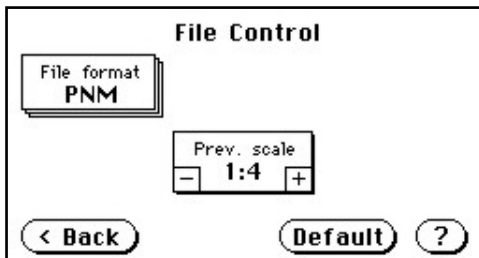 File Control
File format
PNM
Prev. scale
− 1:4 +
< Back Default ?